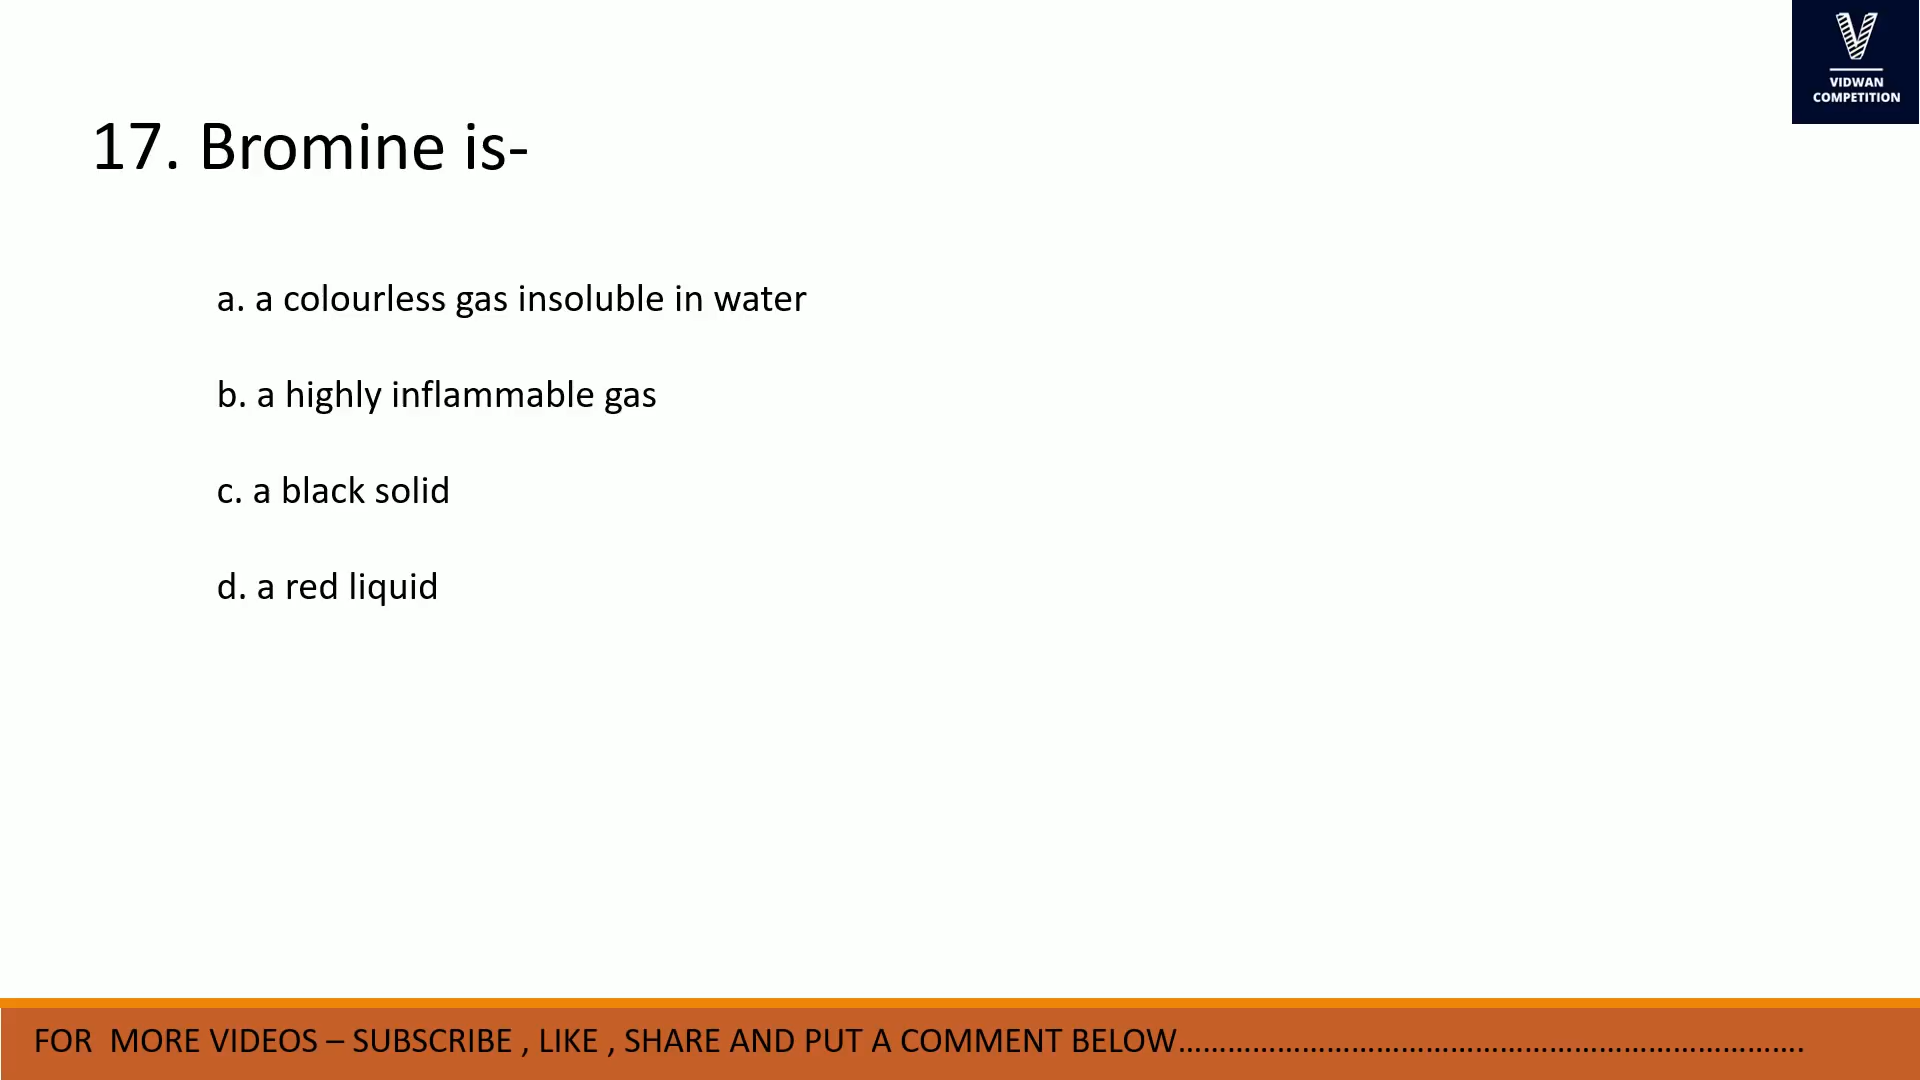 VIDWAN
COMPETITION
17. Bromine is-
a. a colourless gas insoluble in water
b. a highly inflammable gas
c. a black solid
d. a red liquid
FOR  MORE VIDEOS – SUBSCRIBE , LIKE , SHARE AND PUT A COMMENT BELOW………………………………………………………………….